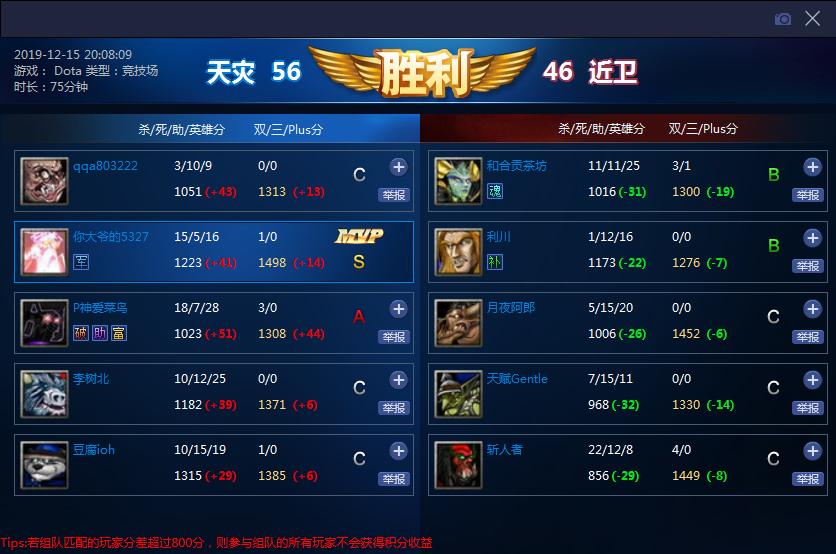 2019-12-15 20:08:09
游戏： Dota 类型：竞技场
时长：75分钟
天灾 56 胜利 46 近卫
杀/死/助/英雄分 双/三/Plus分
qqa803222 3/10/9 0/0 C
1051 (+43) 1313 (+13) 举报
你大爷的5327 15/5/16 1/0 MVP
军 1223 (+41) 1498 (+14) S
P神爱菜鸟 18/7/28 3/0 A
破 助 富 1023 (+51) 1308 (+44) 举报
李树北 10/12/25 0/0 C
1182 (+39) 1371 (+6) 举报
豆腐ioh 10/15/19 1/0 C
1315 (+29) 1385 (+6) 举报
杀/死/助/英雄分 双/三/Plus分
和合贡茶坊 11/11/25 3/1 B
魂 1016 (-31) 1300 (-19) 举报
利川 1/12/16 0/0 B
补 1173 (-22) 1276 (-7) 举报
月夜阿郎 5/15/20 0/0 C
1006 (-26) 1452 (-6) 举报
天赋Gentle 7/15/11 0/0 C
968 (-32) 1330 (-14) 举报
斩人者 22/12/8 4/0 C
856 (-29) 1449 (-8) 举报
Tips:若组队匹配的玩家分差超过800分，则参与组队的所有玩家不会获得积分收益